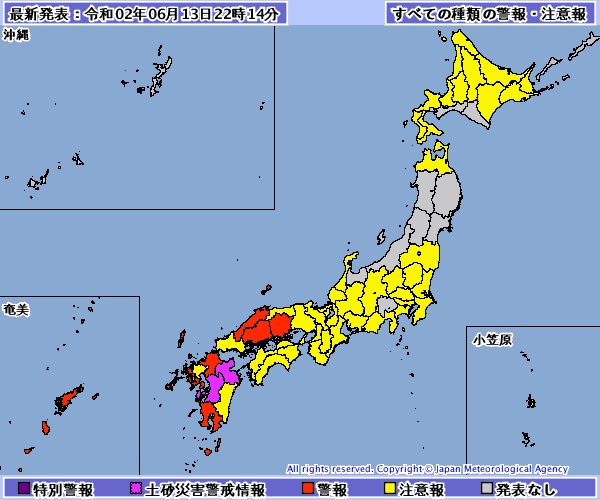 最新発表：令和02年06月13日22時14分
すべての種類の警報・注意報
沖縄
奄美
小笠原
All rights reserved. Copyright © Japan Meteorological Agency
特別警報 土砂災害警戒情報 警報 注意報 発表なし